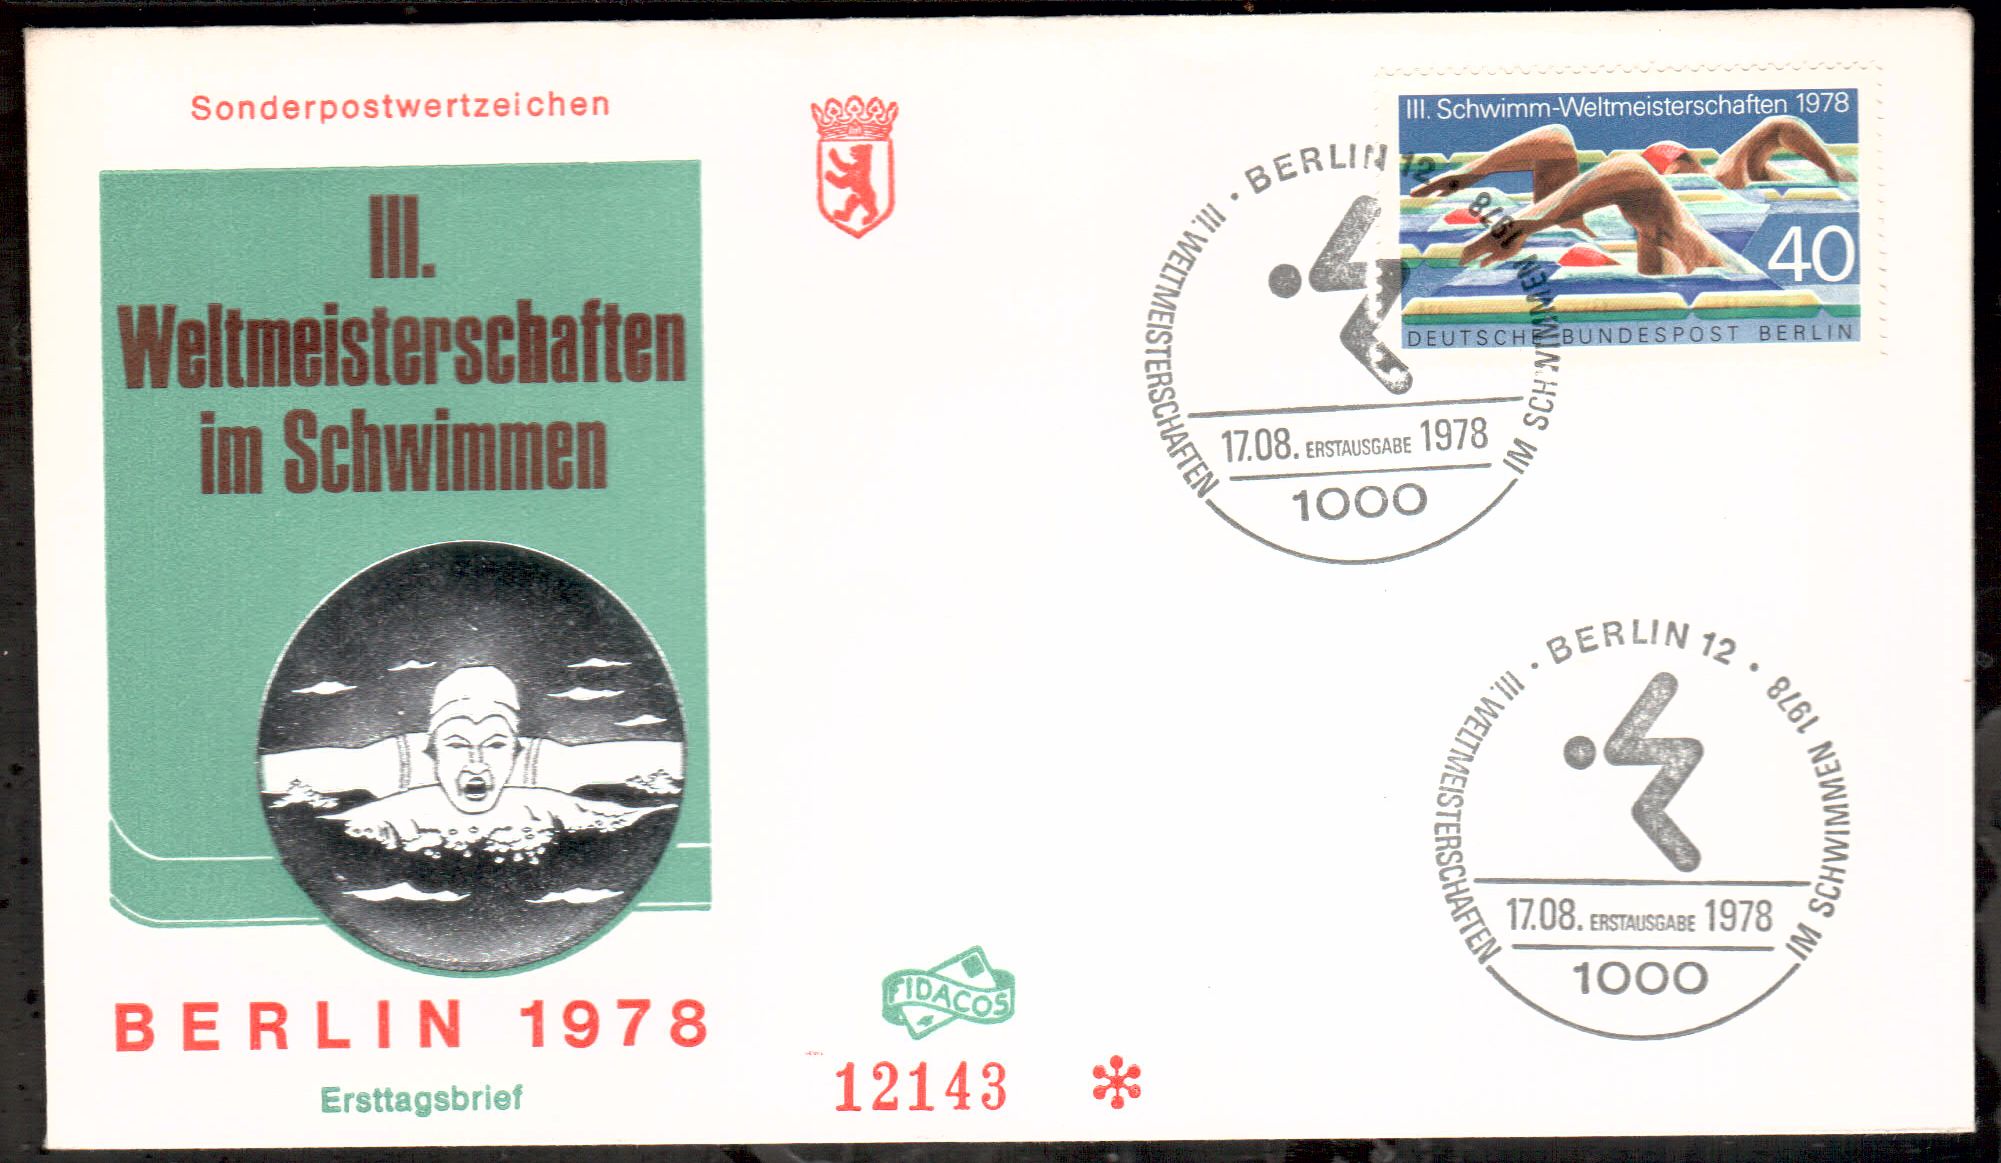 Sonderpostwertzeichen
III.
Weltmeisterschaften
im Schwimmen
BERLIN 1978
Ersttagsbrief
FIDACOS
12143
III. Schwimm-Weltmeisterschaften 1978
40
DEUTSCHE BUNDESPOST BERLIN
· BERLIN 12 ·
III. WELTMEISTERSCHAFTEN IM SCHWIMMEN 1978
17.08. ERSTAUSGABE 1978
1000
· BERLIN 12 ·
III. WELTMEISTERSCHAFTEN IM SCHWIMMEN 1978
17.08. ERSTAUSGABE 1978
1000